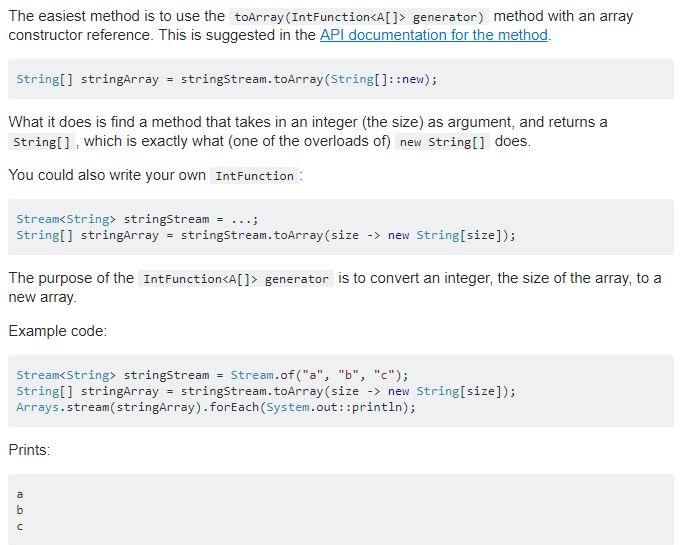 The easiest method is to use the toArray(IntFunction<A[]> generator) method with an array
constructor reference. This is suggested in the API documentation for the method.
String[] stringArray = stringStream.toArray(String[]::new);
What it does is find a method that takes in an integer (the size) as argument, and returns a
String[] , which is exactly what (one of the overloads of) new String[] does.
You could also write your own IntFunction :
Stream<String> stringStream = ...;
String[] stringArray = stringStream.toArray(size -> new String[size]);
The purpose of the IntFunction<A[]> generator is to convert an integer, the size of the array, to a
new array.
Example code:
Stream<String> stringStream = Stream.of("a", "b", "c");
String[] stringArray = stringStream.toArray(size -> new String[size]);
Arrays.stream(stringArray).forEach(System.out::println);
Prints:
a
b
c